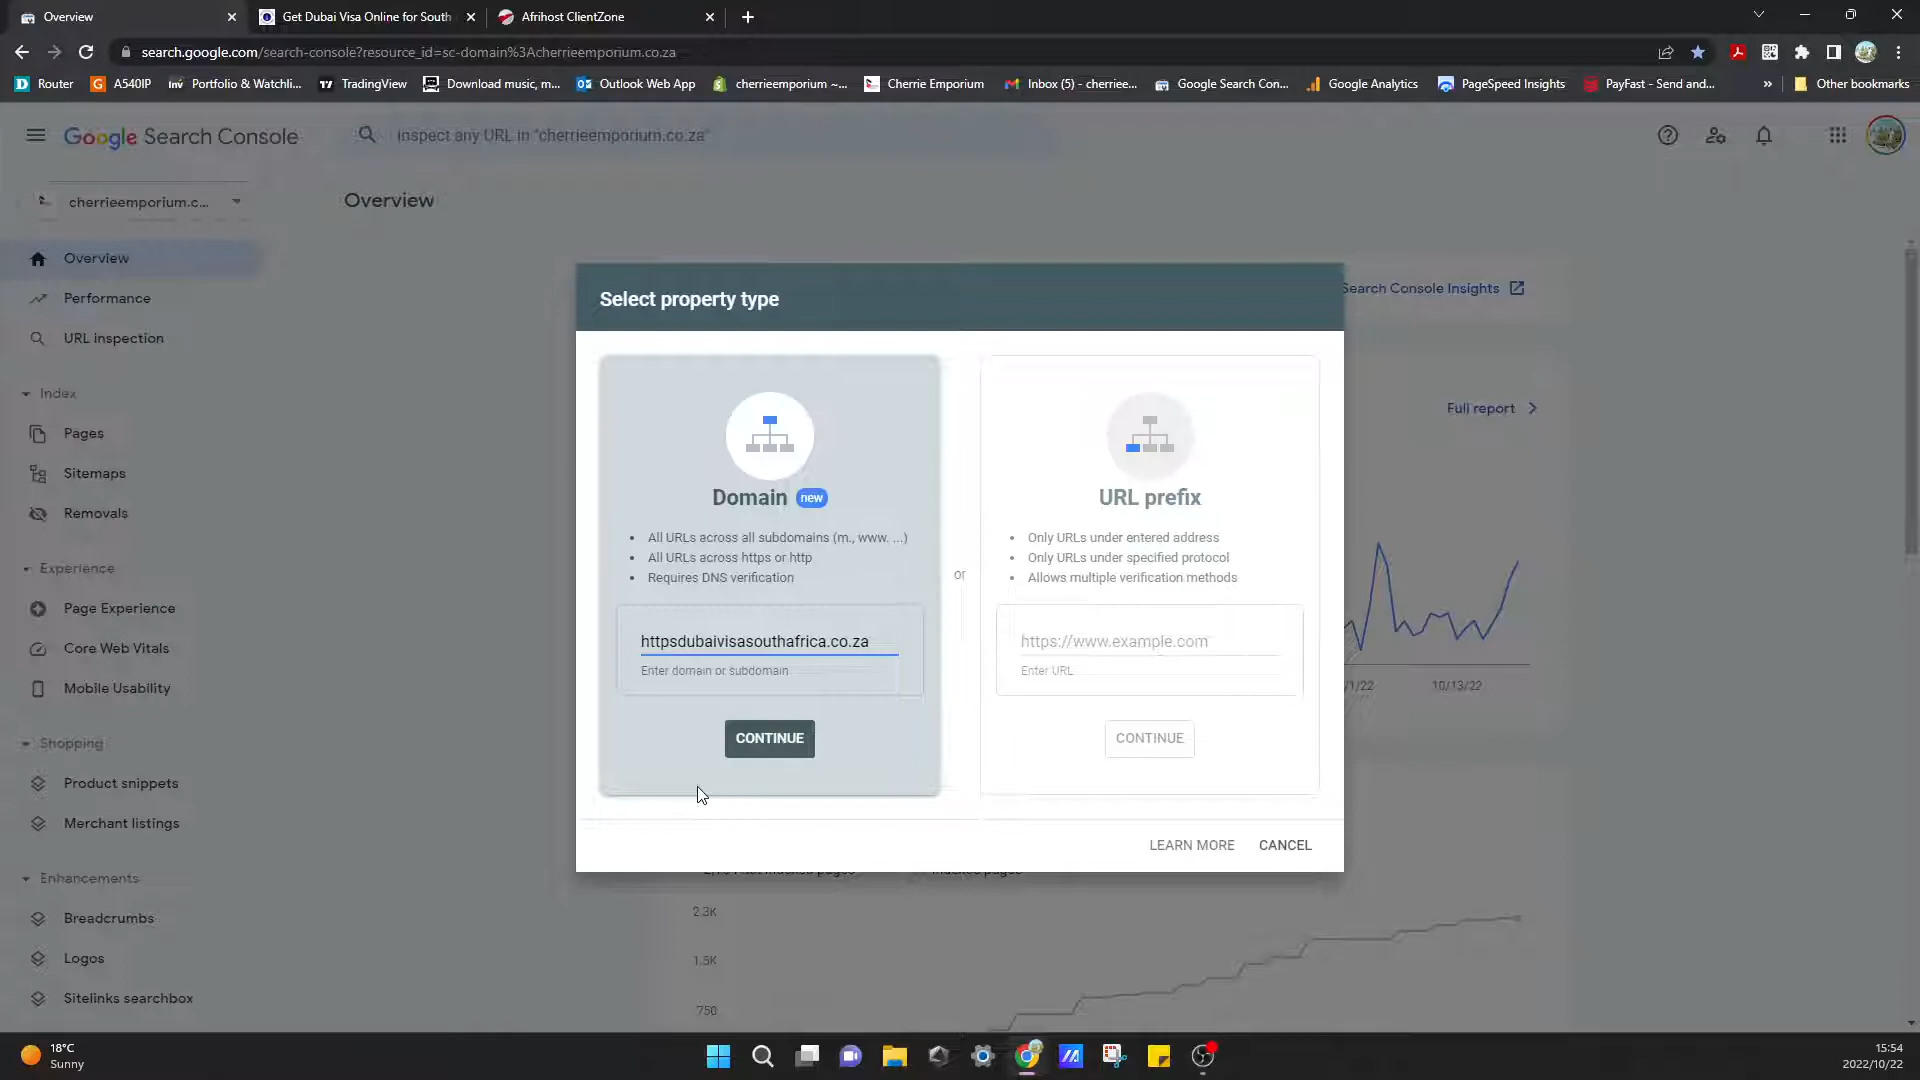 Overview
Get Dubai Visa Online for South
Afrihost ClientZone
search.google.com/search-console?resource_id=sc-domain%3Acherrieemporium.co.za
Router
A540IP
Portfolio & Watchli...
TradingView
Download music, m...
Outlook Web App
cherrieemporium ~...
Cherrie Emporium
Inbox (5) - cherriee...
Google Search Con...
Google Analytics
PageSpeed Insights
PayFast - Send and...
»
Other bookmarks
Google Search Console
Inspect any URL in "cherrieemporium.co.za"
cherrieemporium.c...
Overview
Overview
Performance
URL inspection
Index
Pages
Sitemaps
Removals
Experience
Page Experience
Core Web Vitals
Mobile Usability
Shopping
Product snippets
Merchant listings
Enhancements
Breadcrumbs
Logos
Sitelinks searchbox
Search Console Insights
Full report
/1/22
10/13/22
Select property type
Domain new
• All URLs across all subdomains (m., www. ...)
• All URLs across https or http
• Requires DNS verification
httpsdubaivisasouthafrica.co.za
Enter domain or subdomain
CONTINUE
or
URL prefix
• Only URLs under entered address
• Only URLs under specified protocol
• Allows multiple verification methods
https://www.example.com
Enter URL
CONTINUE
LEARN MORE
CANCEL
2.3K
1.5K
750
18°C
Sunny
15:54
2022/10/22